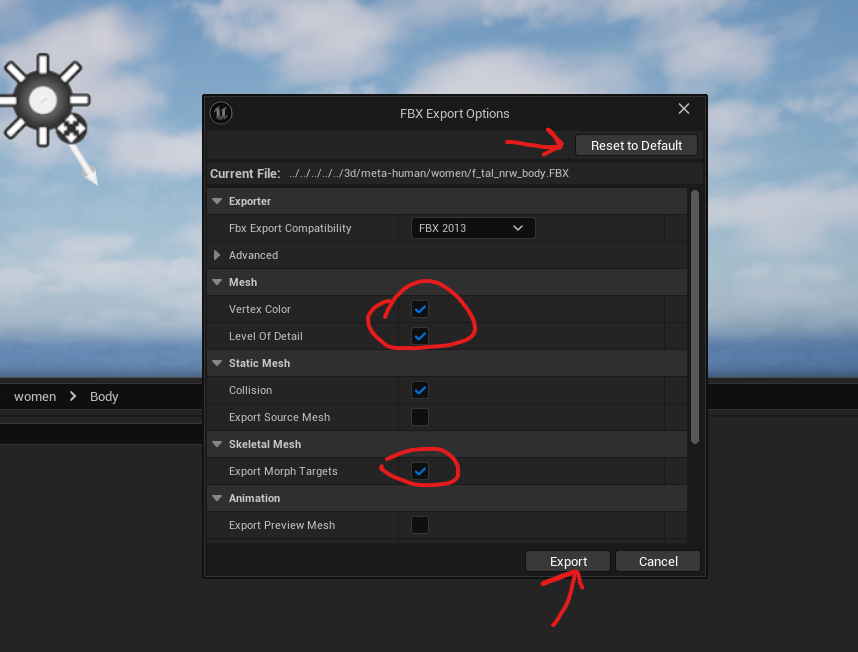 FBX Export Options
Reset to Default
Current File: ../../../../../3d/meta-human/women/f_tal_nrw_body.FBX
Exporter
Fbx Export Compatibility FBX 2013
Advanced
Mesh
Vertex Color
Level Of Detail
Static Mesh
women > Body
Collision
Export Source Mesh
Skeletal Mesh
Export Morph Targets
Animation
Export Preview Mesh
Export Cancel